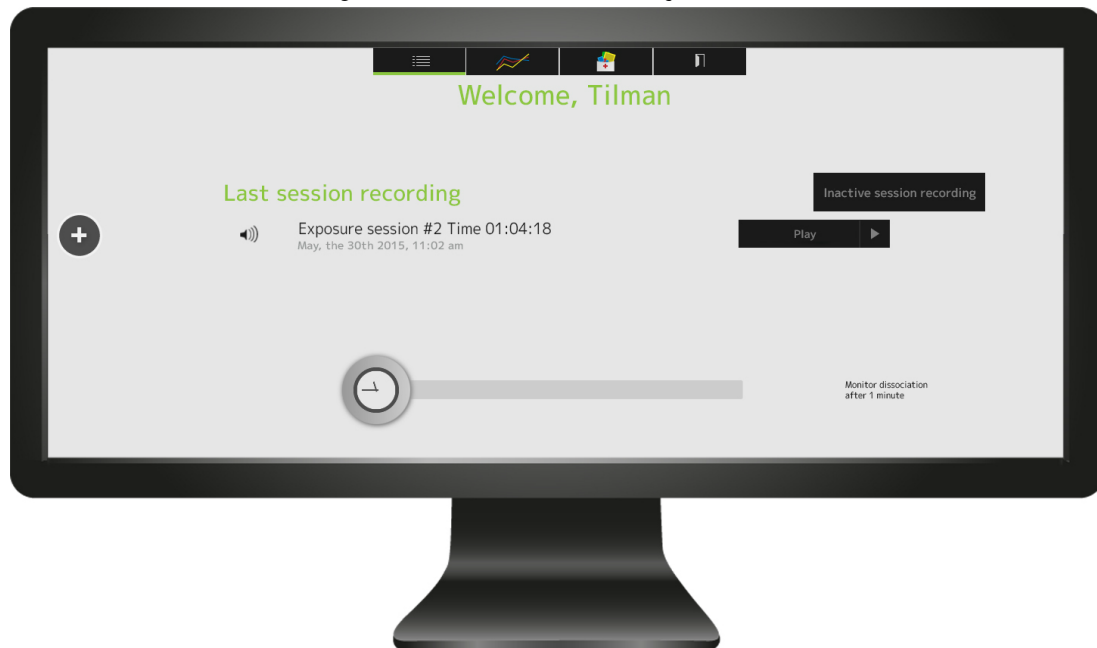 Welcome, Tilman
Last session recording
Inactive session recording
Exposure session #2 Time 01:04:18
May, the 30th 2015, 11:02 am
Play
Monitor dissociation
after 1 minute